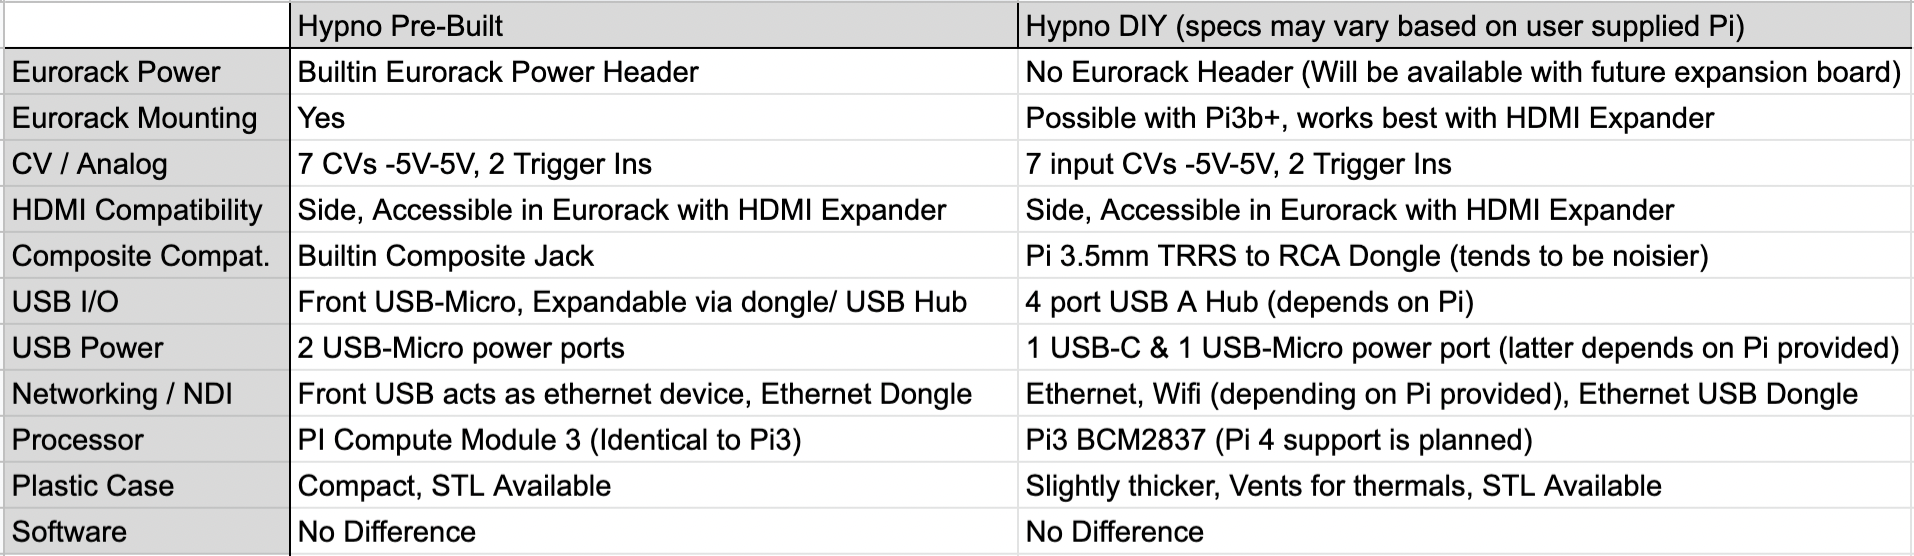 Hypno Pre-Built Hypno DIY (specs may vary based on user supplied Pi)
Eurorack Power Builtin Eurorack Power Header No Eurorack Header (Will be available with future expansion board)
Eurorack Mounting Yes Possible with Pi3b+, works best with HDMI Expander
CV / Analog 7 CVs -5V-5V, 2 Trigger Ins 7 input CVs -5V-5V, 2 Trigger Ins
HDMI Compatibility Side, Accessible in Eurorack with HDMI Expander Side, Accessible in Eurorack with HDMI Expander
Composite Compat. Builtin Composite Jack Pi 3.5mm TRRS to RCA Dongle (tends to be noisier)
USB I/O Front USB-Micro, Expandable via dongle/ USB Hub 4 port USB A Hub (depends on Pi)
USB Power 2 USB-Micro power ports 1 USB-C & 1 USB-Micro power port (latter depends on Pi provided)
Networking / NDI Front USB acts as ethernet device, Ethernet Dongle Ethernet, Wifi (depending on Pi provided), Ethernet USB Dongle
Processor PI Compute Module 3 (Identical to Pi3) Pi3 BCM2837 (Pi 4 support is planned)
Plastic Case Compact, STL Available Slightly thicker, Vents for thermals, STL Available
Software No Difference No Difference